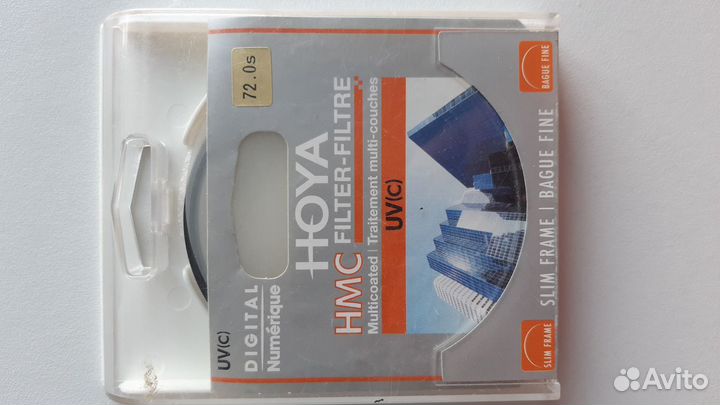 72.0s
HOYA
HMC FILTER-FILTRE
Multicoated | Traitement multi-couches
UV(C)
DIGITAL
Numérique
UV(C)
SLIM FRAME | BAGUE FINE
SLIM FRAME
BAGUE FINE
Avito